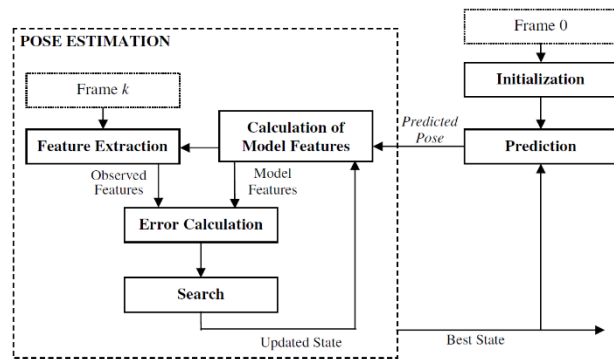 POSE ESTIMATION
Frame 0
Frame k
Initialization
Feature Extraction
Calculation of
Model Features
Predicted
Pose
Prediction
Observed
Features
Model
Features
Error Calculation
Search
Updated State
Best State